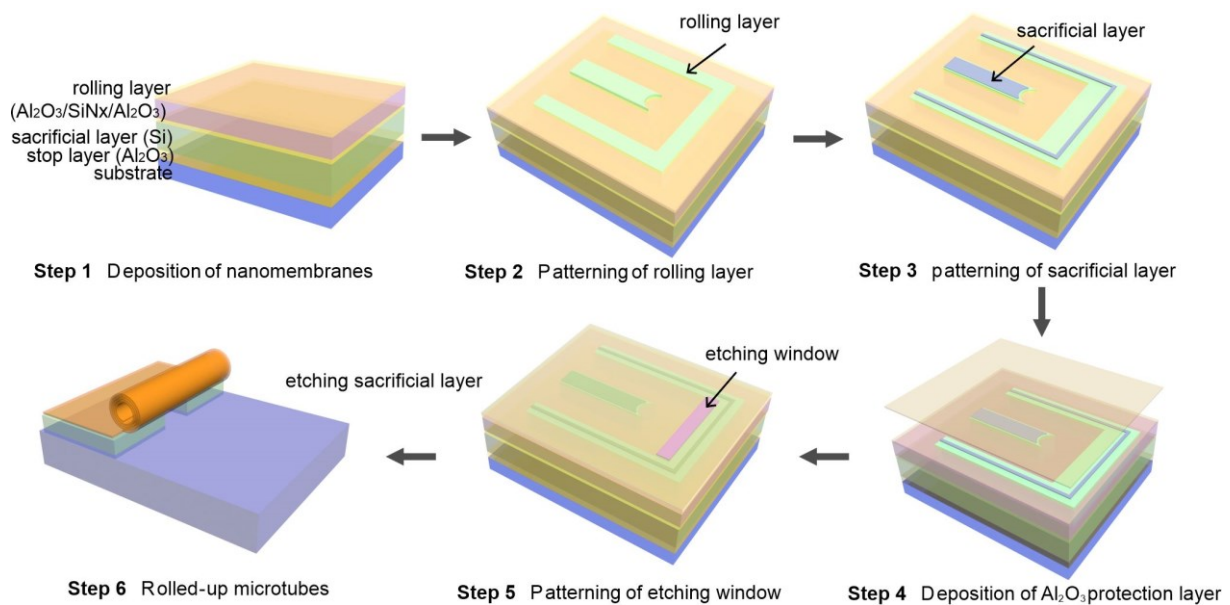 rolling layer
(Al₂O₃/SiNx/Al₂O₃)
sacrificial layer (Si)
stop layer (Al₂O₃)
substrate
Step 1 Deposition of nanomembranes
rolling layer
Step 2 Patterning of rolling layer
sacrificial layer
Step 3 patterning of sacrificial layer
Step 4 Deposition of Al₂O₃ protection layer
etching window
Step 5 Patterning of etching window
etching sacrificial layer
Step 6 Rolled-up microtubes